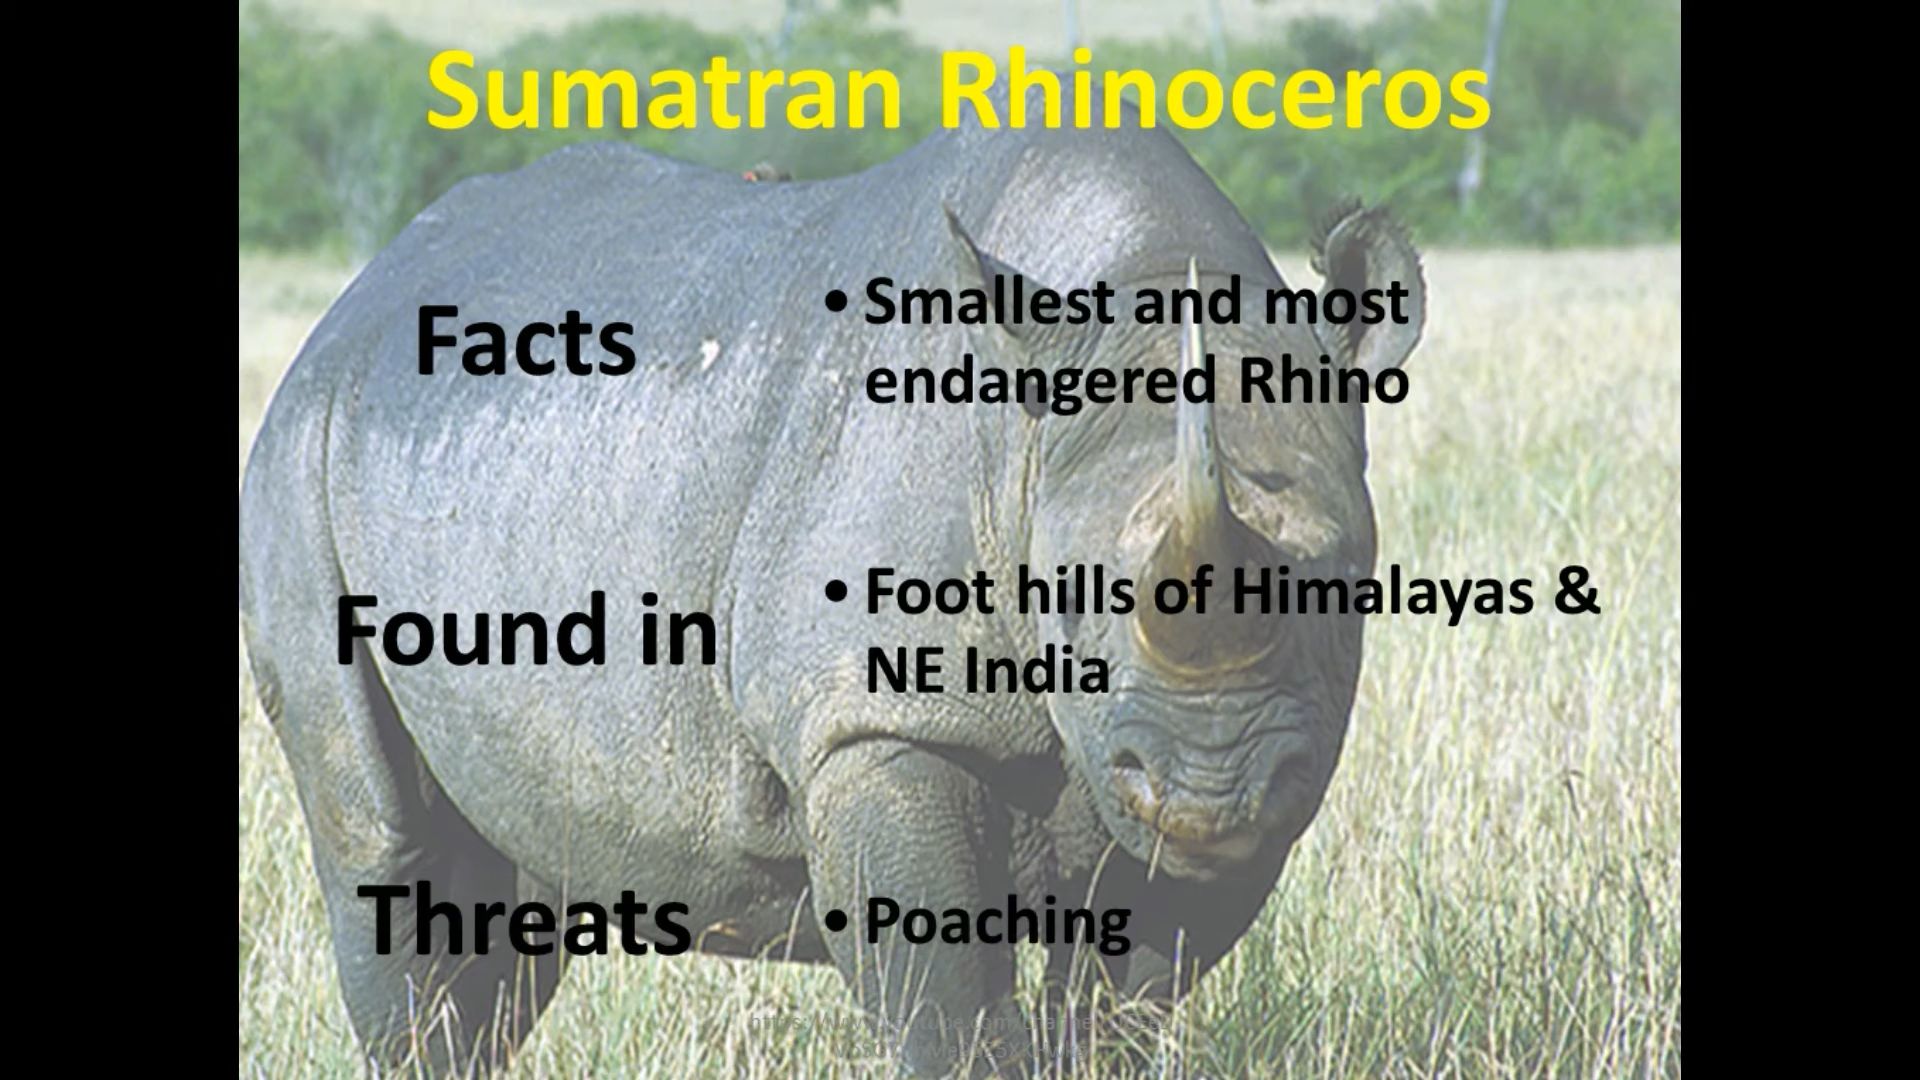 Sumatran Rhinoceros
Facts
• Smallest and most
endangered Rhino
Found in
• Foot hills of Himalayas &
NE India
Threats
• Poaching